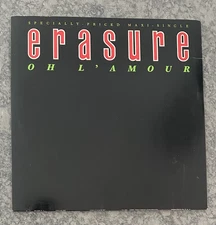 SPECIALLY-PRICED MAXI-SINGLE
erasure
OH L'AMOUR